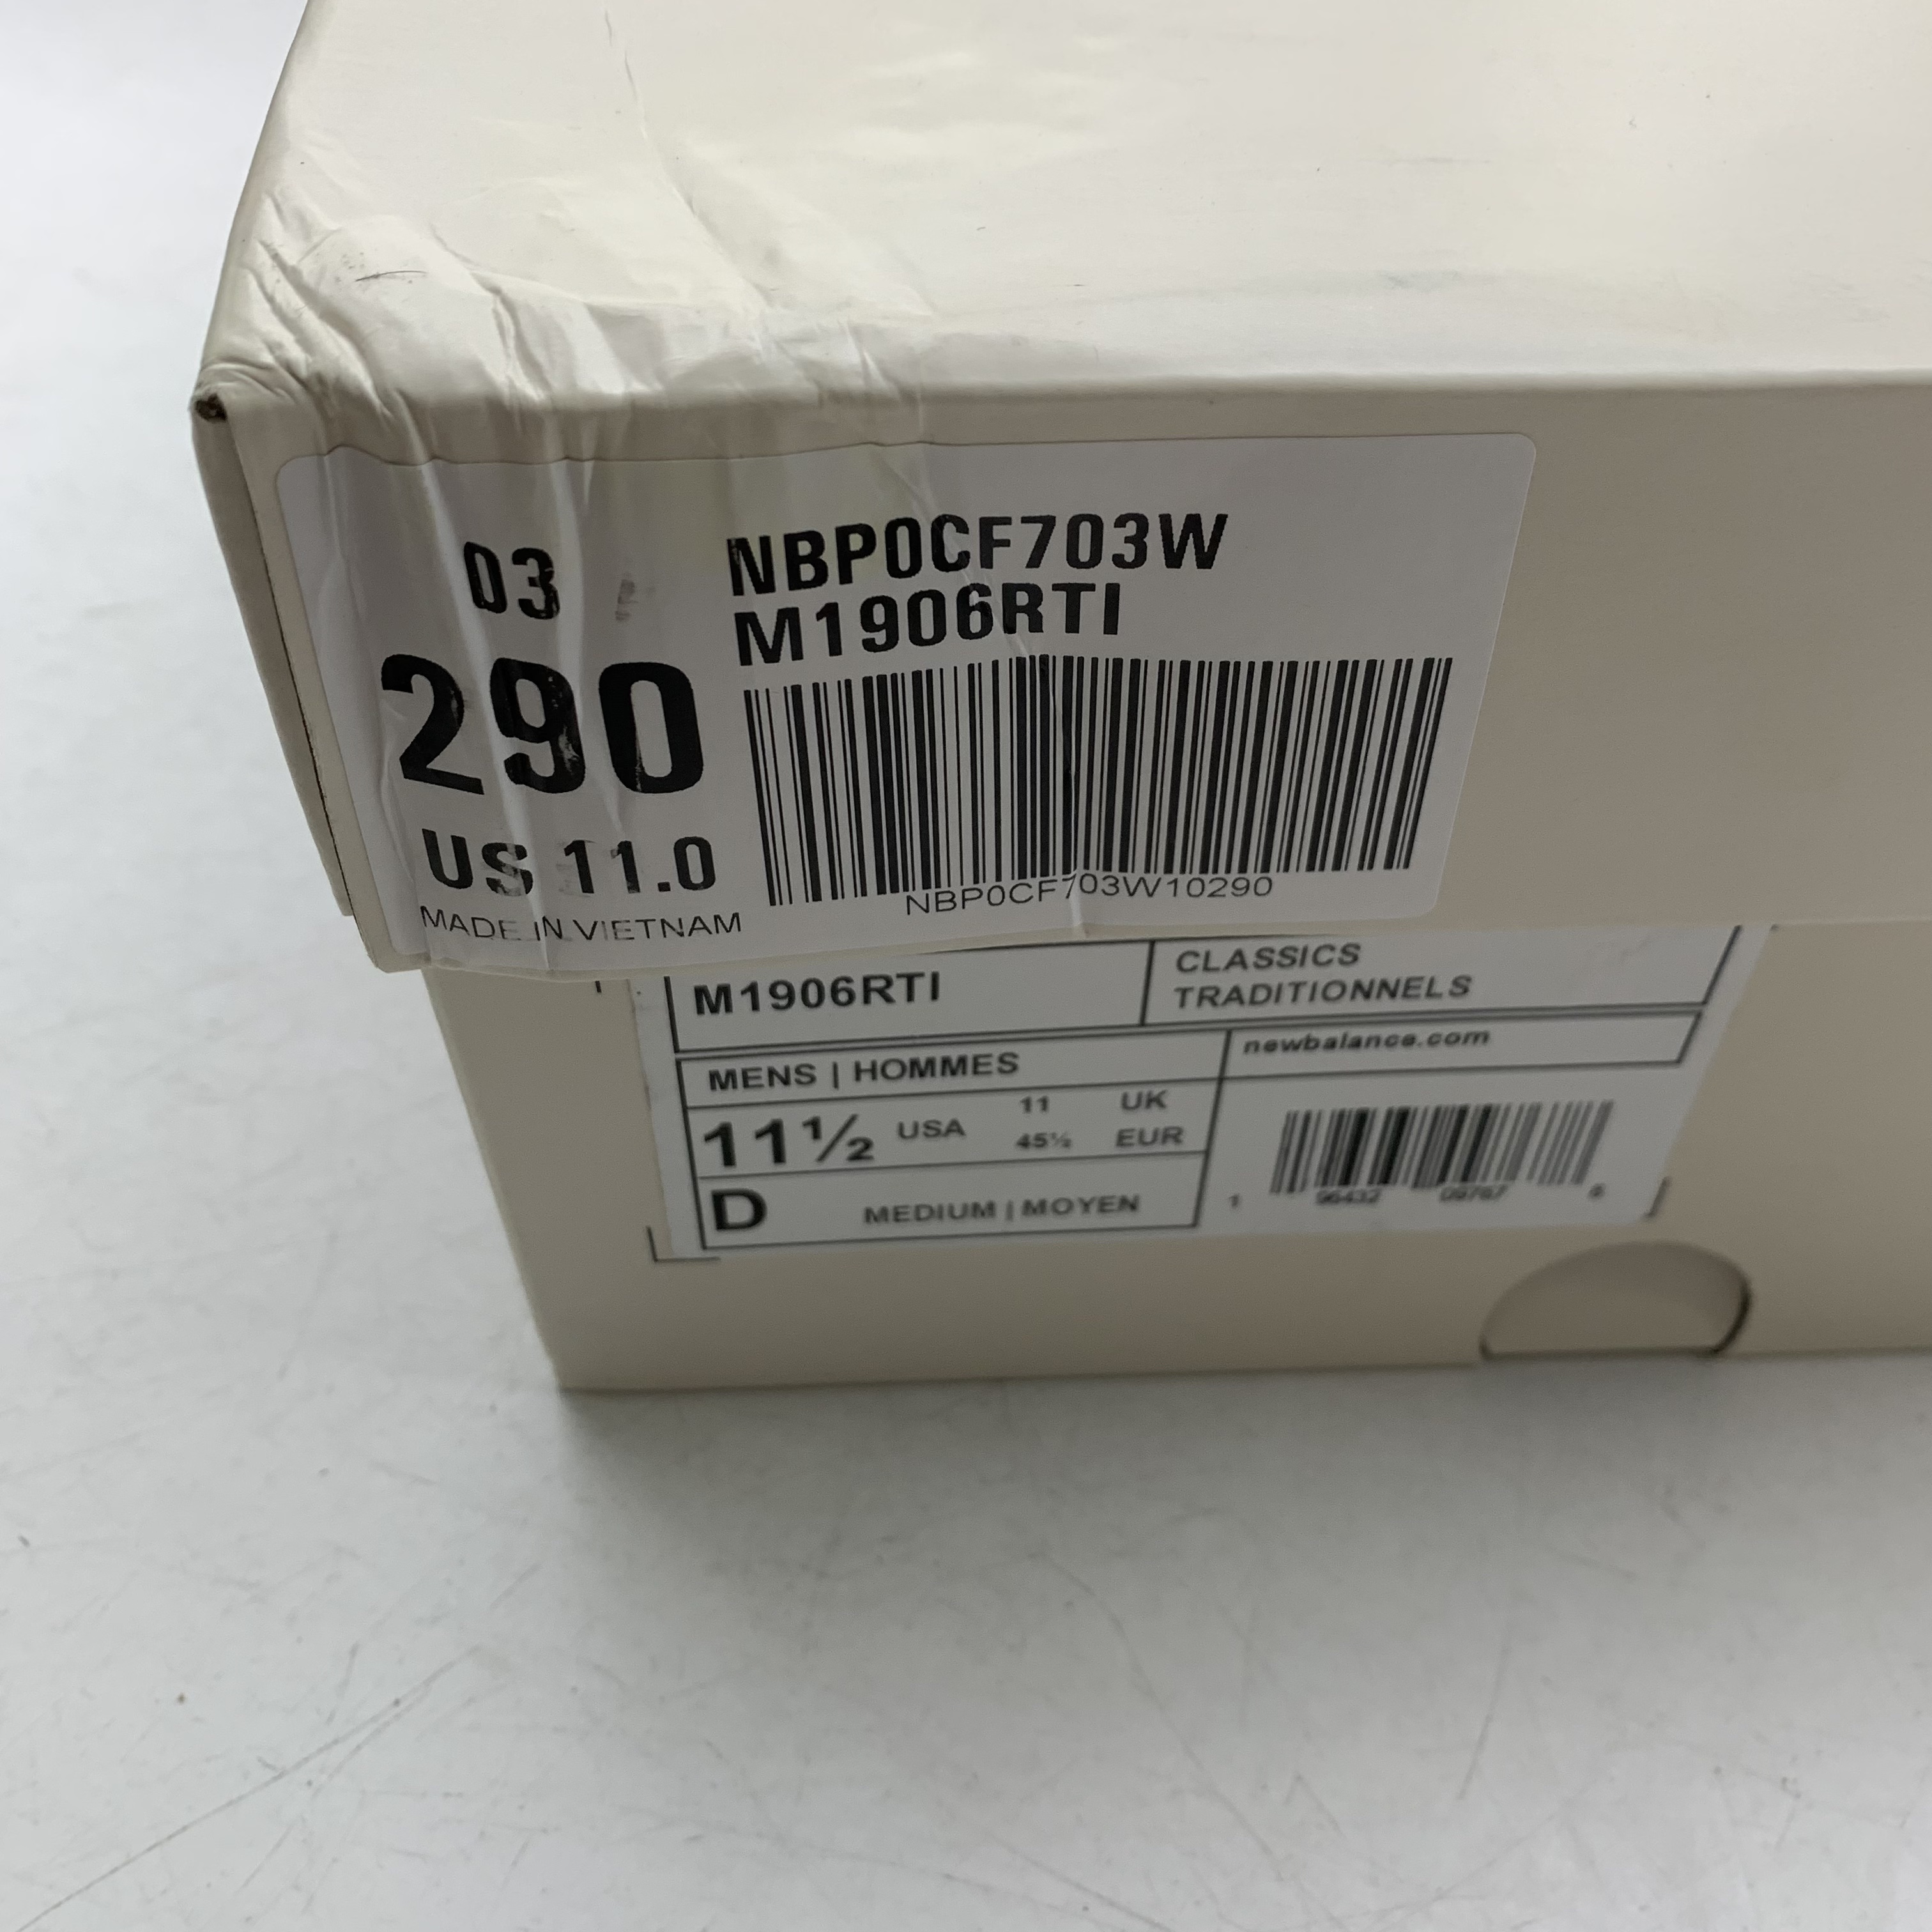 03
290
US 11.0
MADE IN VIETNAM
NBP0CF703W
M1906RTI
NBP0CF703W10290
M1906RTI
CLASSICS
TRADITIONNELS
MENS | HOMMES
newbalance.com
11½ USA
11 UK
45½ EUR
D MEDIUM | MOYEN
1